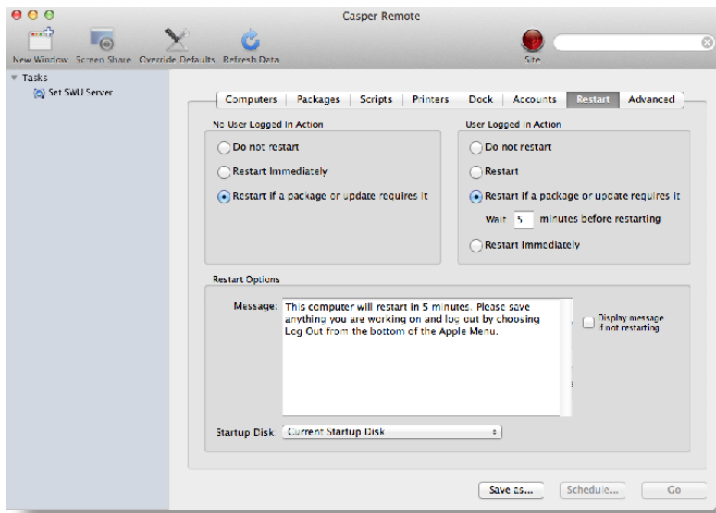 Casper Remote
New Window Screen Share Override Defaults Refresh Data Site
Tasks
Set SWU Server
Computers Packages Scripts Printers Dock Accounts Restart Advanced
No User Logged In Action User Logged In Action
Do not restart Do not restart
Restart Immediately Restart
Restart if a package or update requires it Restart if a package or update requires it
Wait 5 minutes before restarting
Restart Immediately
Restart Options
Message: This computer will restart in 5 minutes. Please save
anything you are working on and log out by choosing
Log Out from the bottom of the Apple Menu.
Display message
if not restarting
Startup Disk: Current Startup Disk
Save as... Schedule... Go